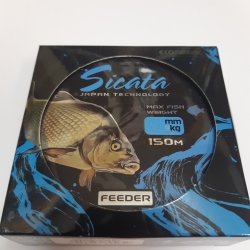 Sicata
JAPAN TECHNOLOGY
MAX FISH
WEIGHT
mm
kg
150M
FEEDER